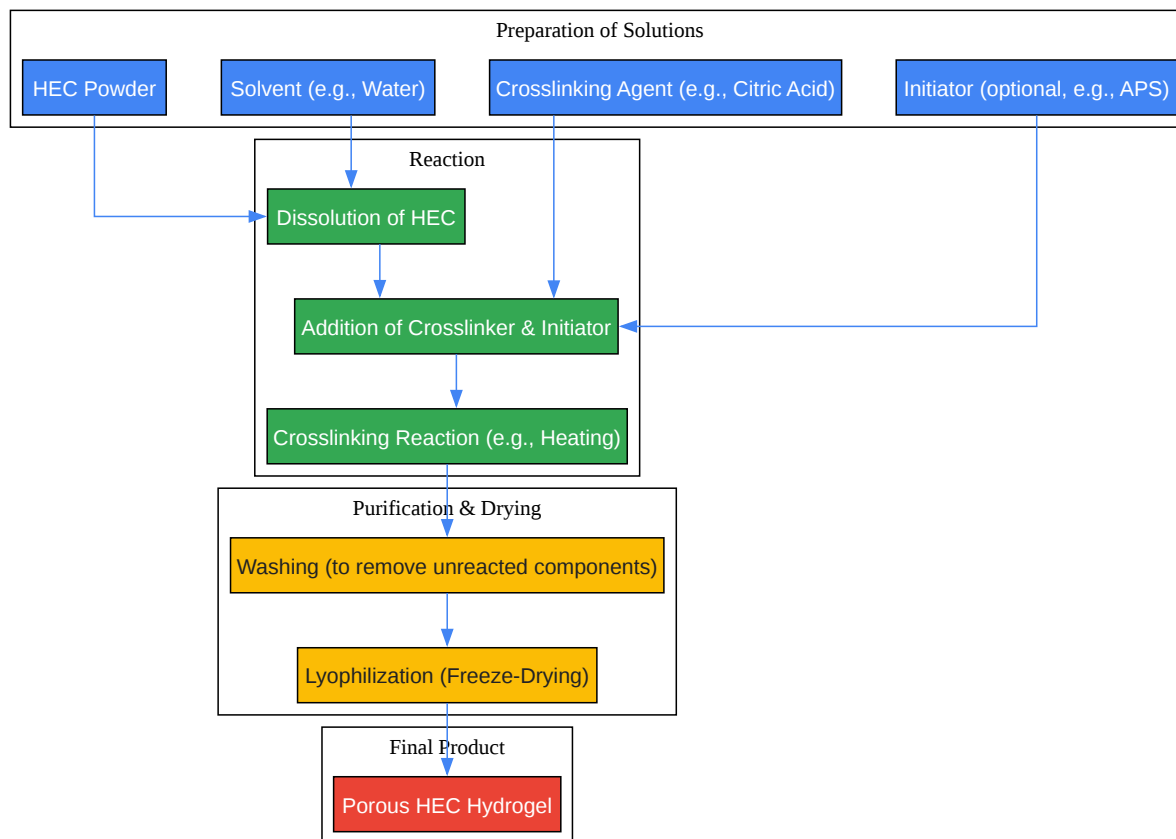 Preparation of Solutions
HEC Powder
Solvent (e.g., Water)
Crosslinking Agent (e.g., Citric Acid)
Initiator (optional, e.g., APS)
Reaction
Dissolution of HEC
Addition of Crosslinker & Initiator
Crosslinking Reaction (e.g., Heating)
Purification & Drying
Washing (to remove unreacted components)
Lyophilization (Freeze-Drying)
Final Product
Porous HEC Hydrogel